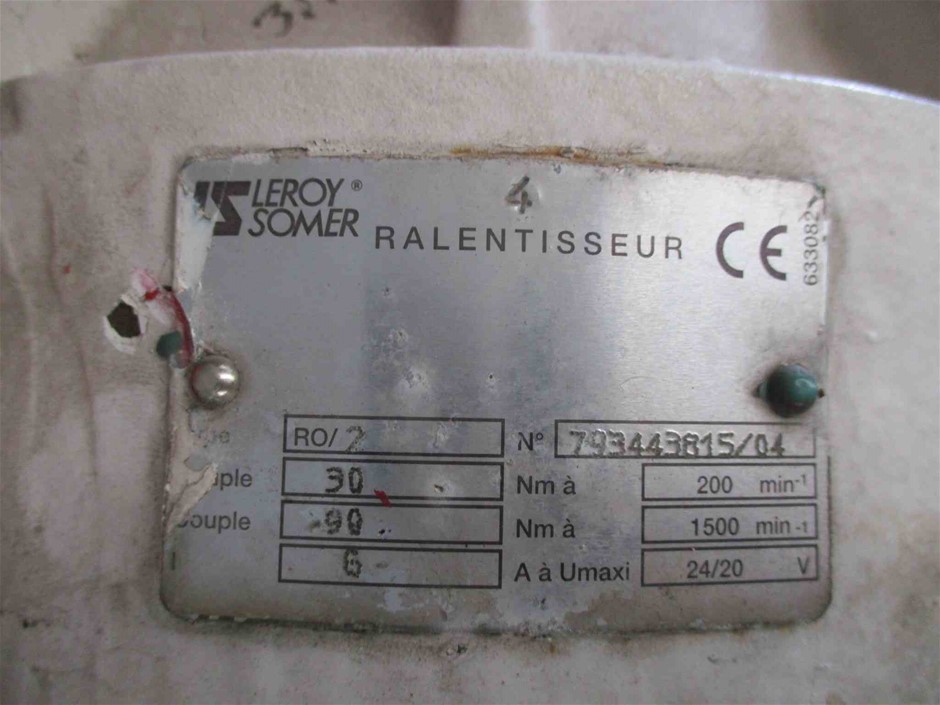 4
LEROY®
SOMER
RALENTISSEUR CE
633082
RO/2 N° 793443815/04
30 Nm à 200 min-1
Couple 90 Nm à 1500 min-1
I 6 A à Umaxi 24/20 V